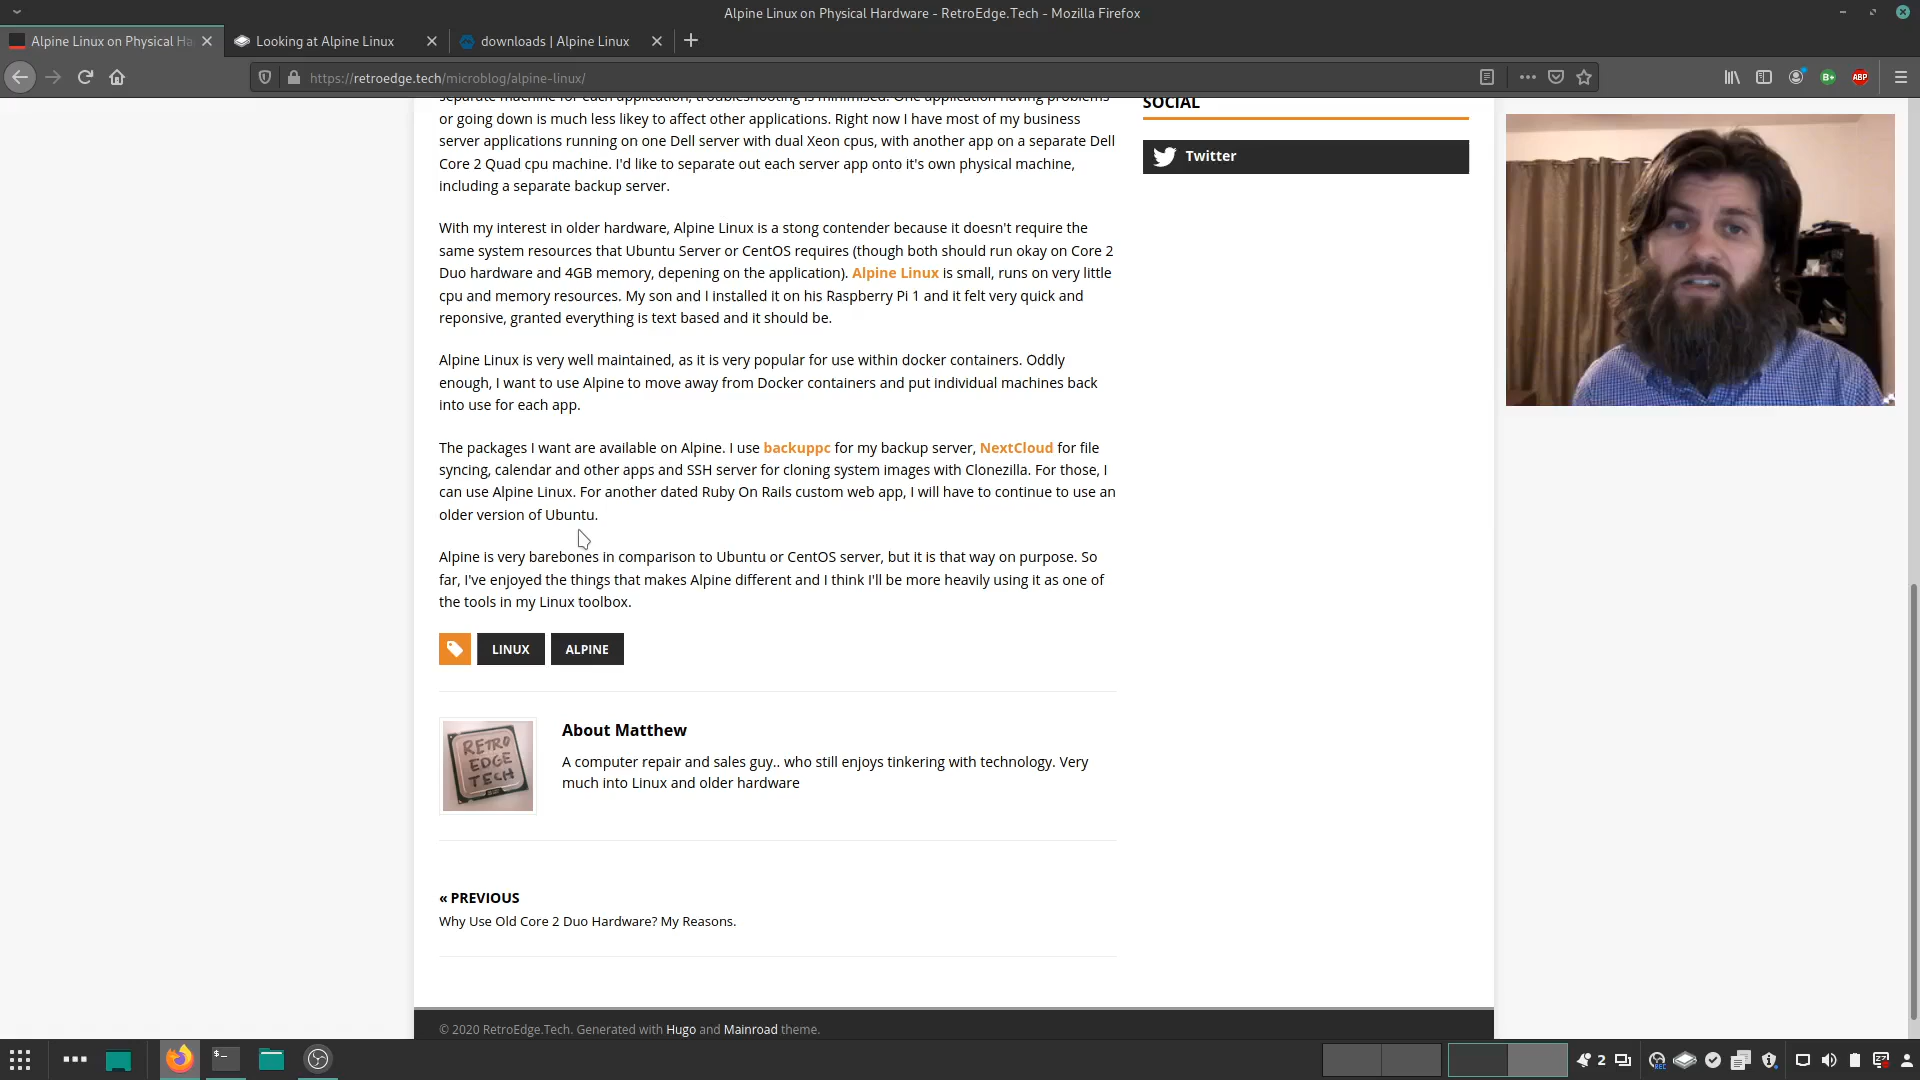 Alpine Linux on Physical Hardware - RetroEdge.Tech - Mozilla Firefox
Alpine Linux on Physical Ha
Looking at Alpine Linux
downloads | Alpine Linux
https://retroedge.tech/microblog/alpine-linux/
B+
ABP
separate machine for each application, troubleshooting is minimised. One application having problems
or going down is much less likey to affect other applications. Right now I have most of my business
server applications running on one Dell server with dual Xeon cpus, with another app on a separate Dell
Core 2 Quad cpu machine. I'd like to separate out each server app onto it's own physical machine,
including a separate backup server.
With my interest in older hardware, Alpine Linux is a stong contender because it doesn't require the
same system resources that Ubuntu Server or CentOS requires (though both should run okay on Core 2
Duo hardware and 4GB memory, depening on the application). Alpine Linux is small, runs on very little
cpu and memory resources. My son and I installed it on his Raspberry Pi 1 and it felt very quick and
reponsive, granted everything is text based and it should be.
Alpine Linux is very well maintained, as it is very popular for use within docker containers. Oddly
enough, I want to use Alpine to move away from Docker containers and put individual machines back
into use for each app.
The packages I want are available on Alpine. I use backuppc for my backup server, NextCloud for file
syncing, calendar and other apps and SSH server for cloning system images with Clonezilla. For those, I
can use Alpine Linux. For another dated Ruby On Rails custom web app, I will have to continue to use an
older version of Ubuntu.
Alpine is very barebones in comparison to Ubuntu or CentOS server, but it is that way on purpose. So
far, I've enjoyed the things that makes Alpine different and I think I'll be more heavily using it as one of
the tools in my Linux toolbox.
LINUX
ALPINE
RETRO
EDGE
TECH
About Matthew
A computer repair and sales guy.. who still enjoys tinkering with technology. Very
much into Linux and older hardware
« PREVIOUS
Why Use Old Core 2 Duo Hardware? My Reasons.
© 2020 RetroEdge.Tech. Generated with Hugo and Mainroad theme.
SOCIAL
Twitter
2
REC